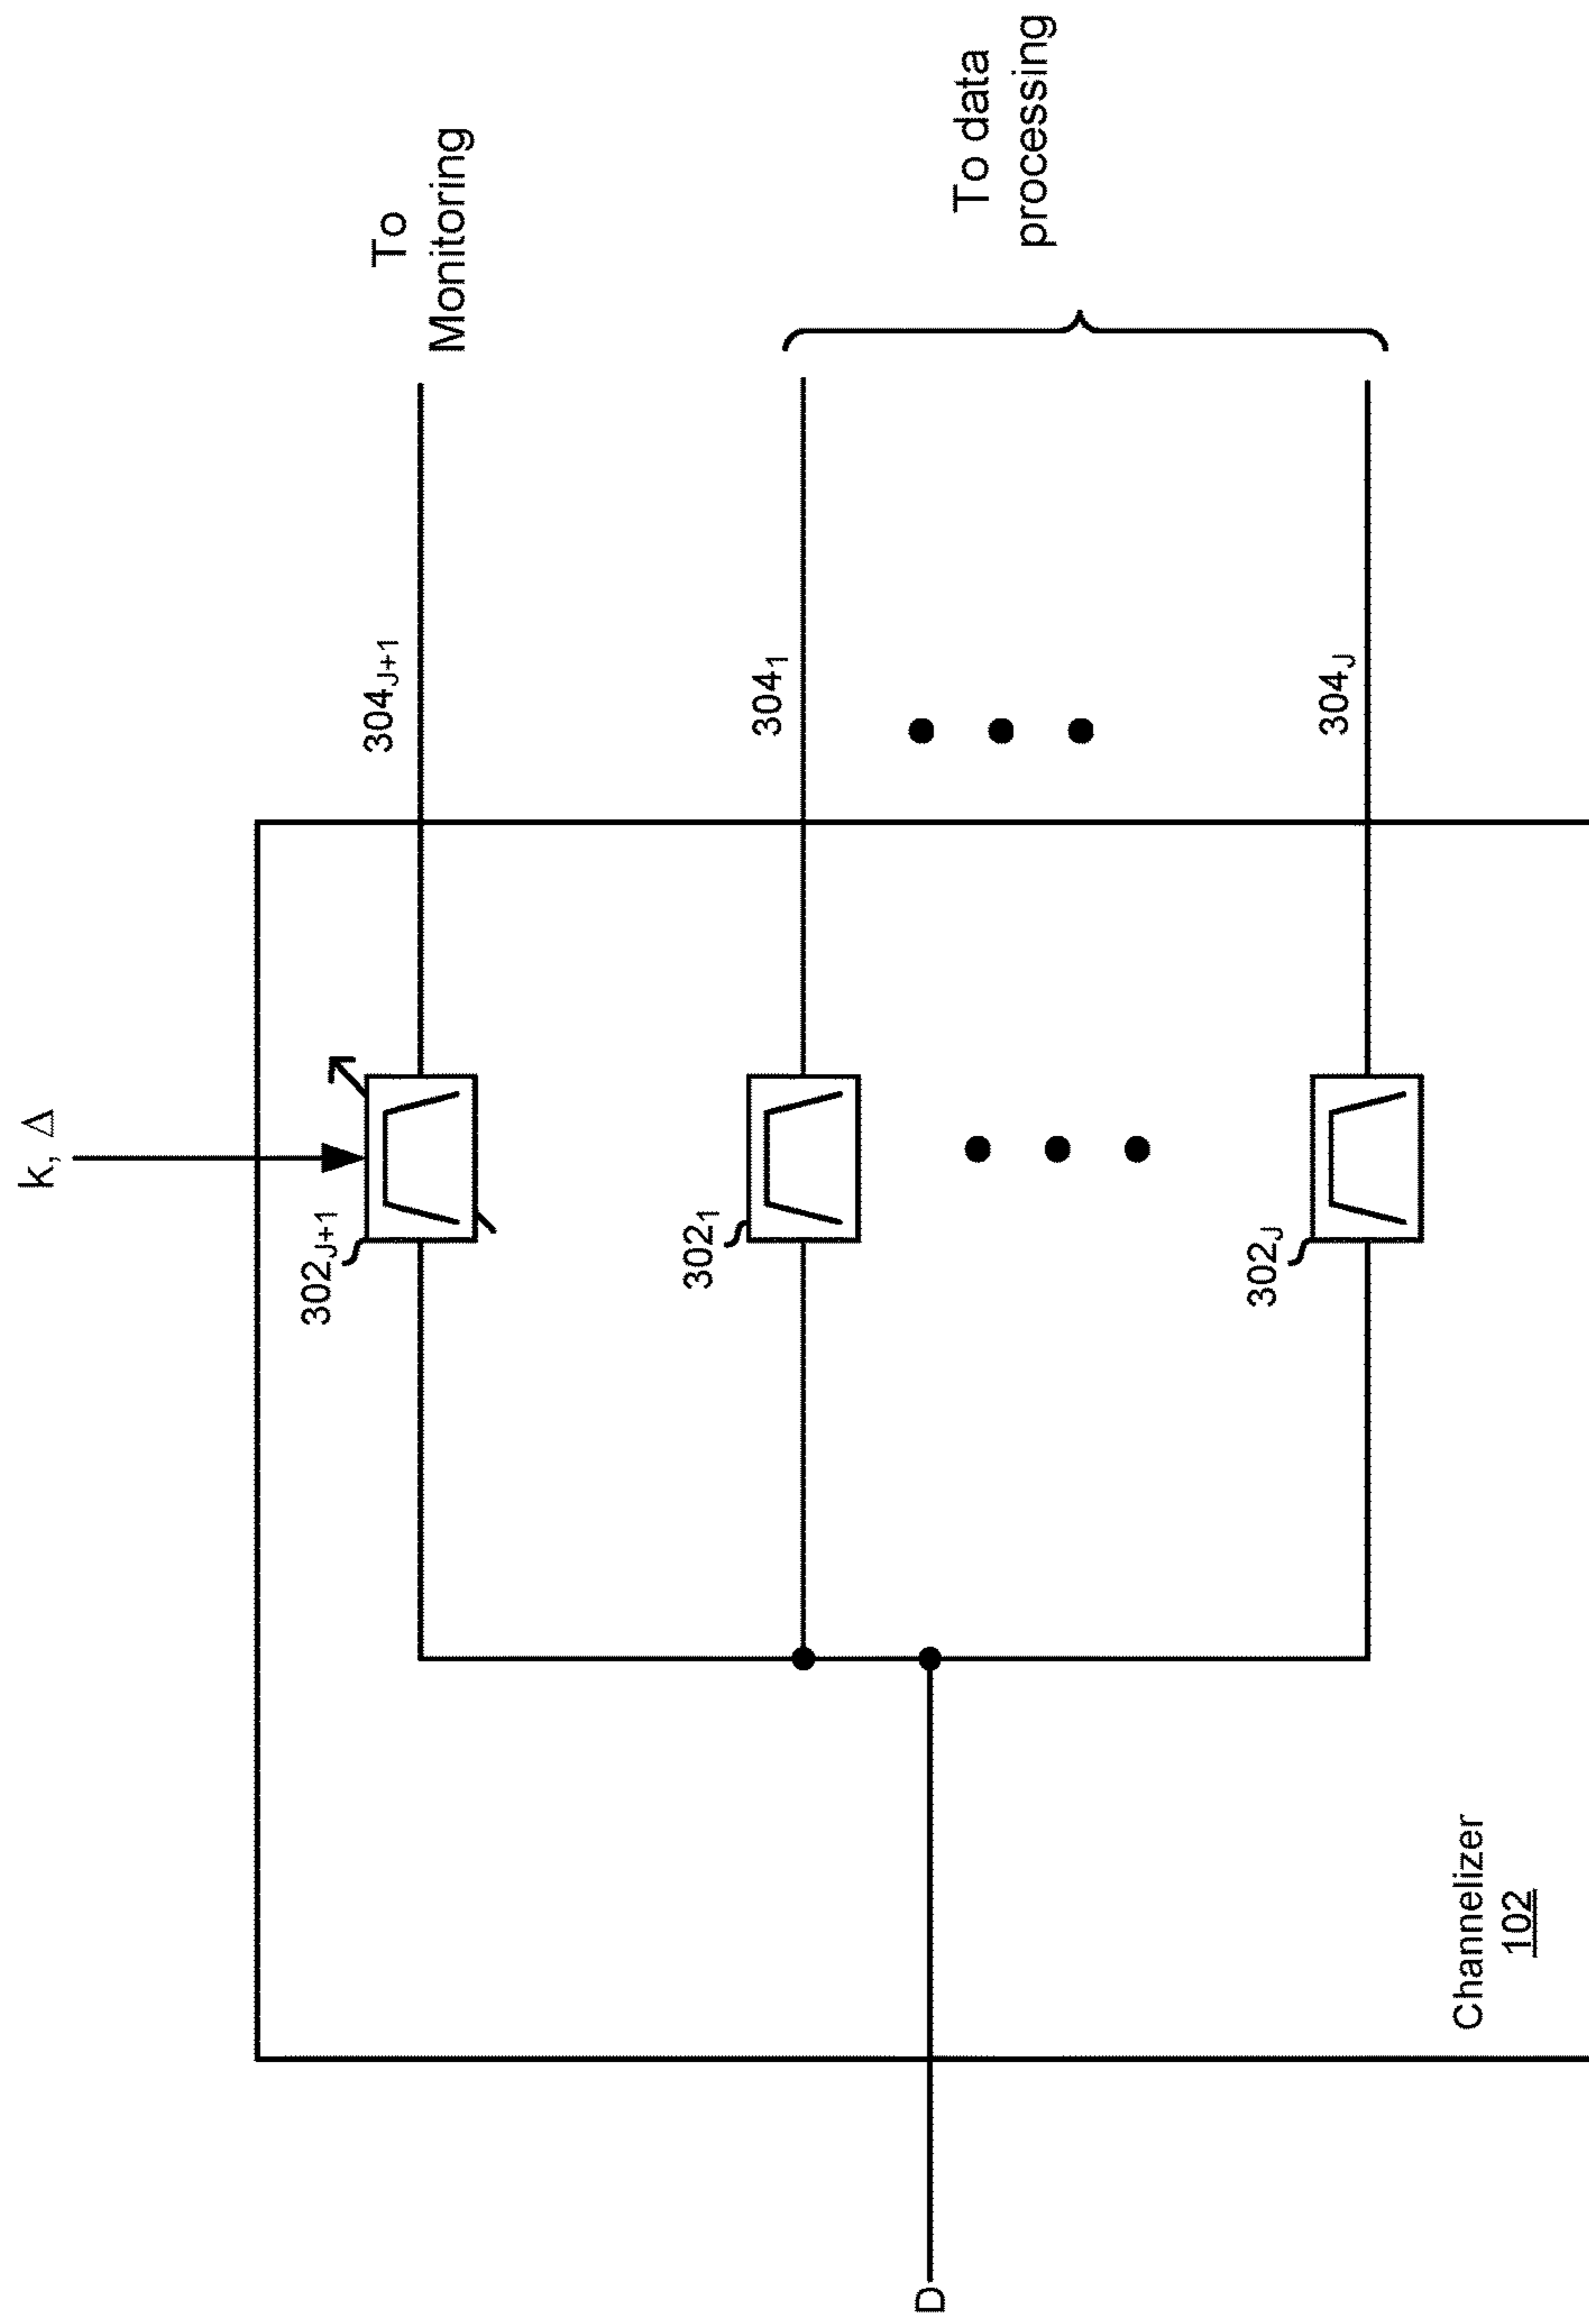 k, Δ
302J+1
304J+1
To
Monitoring
302₁
304₁
To data
processing
D
302J
304J
Channelizer
102